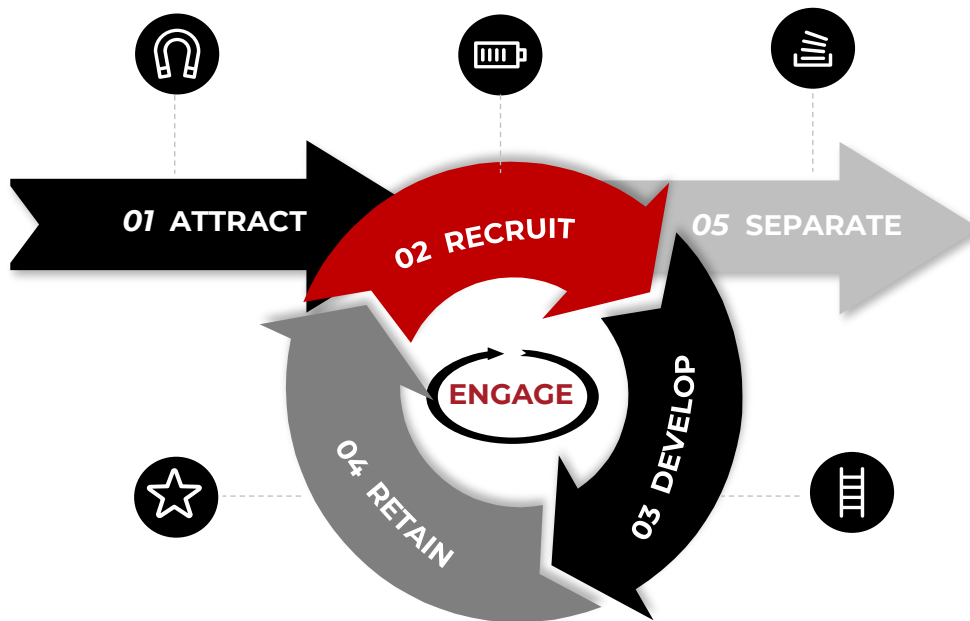 01 ATTRACT
02 RECRUIT
05 SEPARATE
ENGAGE
03 DEVELOP
04 RETAIN